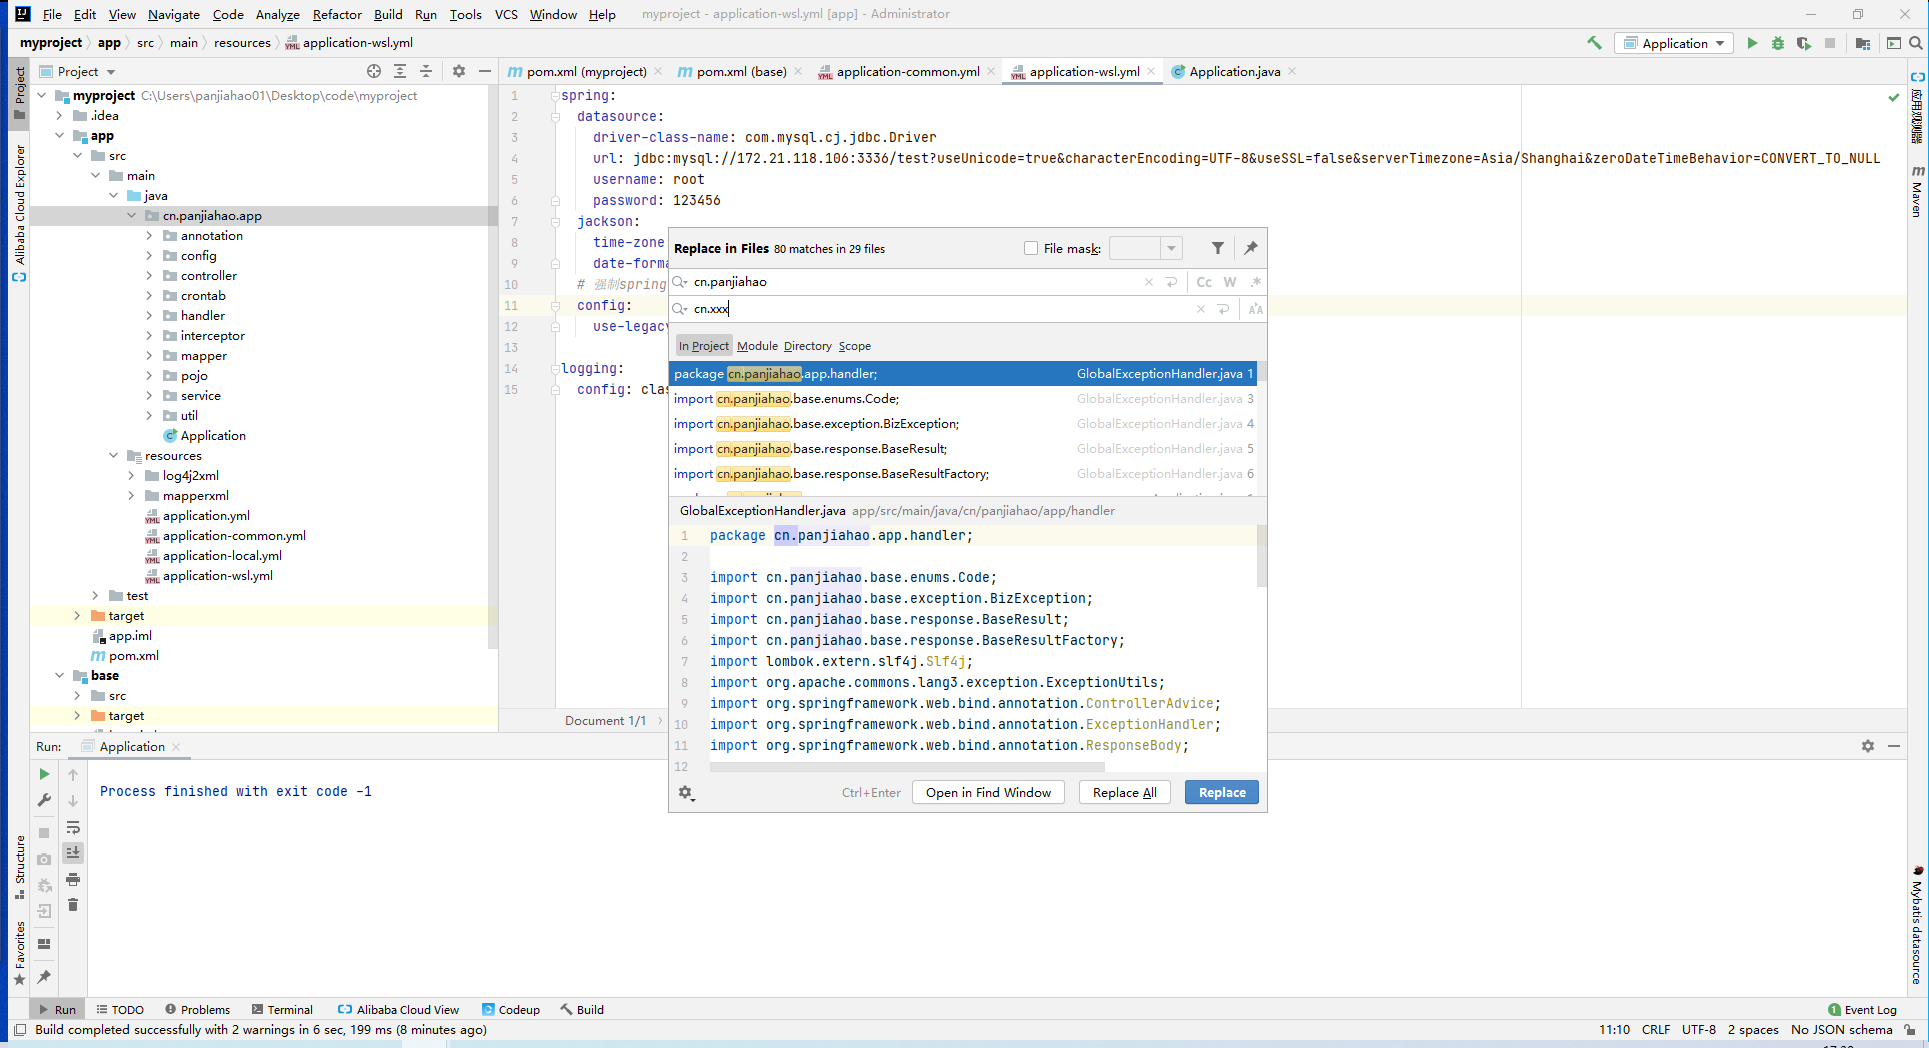 File Edit View Navigate Code Analyze Refactor Build Run Tools VCS Window Help myproject - application-wsl.yml [app] - Administrator
myproject app src main resources application-wsl.yml
Application
Project
pom.xml (myproject)
pom.xml (base)
application-common.yml
application-wsl.yml
Application.java
Project
Alibaba Cloud Explorer
Structure
Favorites
myproject C:\Users\panjiahao01\Desktop\code\myproject
.idea
app
src
main
java
cn.panjiahao.app
annotation
config
controller
crontab
handler
interceptor
mapper
pojo
service
util
Application
resources
log4j2xml
mapperxml
application.yml
application-common.yml
application-local.yml
application-wsl.yml
test
target
app.iml
pom.xml
base
src
target
1 spring:
2 datasource:
3 driver-class-name: com.mysql.cj.jdbc.Driver
4 url: jdbc:mysql://172.21.118.106:3336/test?useUnicode=true&characterEncoding=UTF-8&useSSL=false&serverTimezone=Asia/Shanghai&zeroDateTimeBehavior=CONVERT_TO_NULL
5 username: root
6 password: 123456
7 jackson:
8 time-zone
9 date-forma
10 # 强制spring
11 config:
12 use-legacy
13
14 logging:
15 config: clas
Document 1/1
Replace in Files 80 matches in 29 files File mask:
cn.panjiahao Cc W .*
cn.xxx
In Project Module Directory Scope
package cn.panjiahao.app.handler; GlobalExceptionHandler.java 1
import cn.panjiahao.base.enums.Code; GlobalExceptionHandler.java 3
import cn.panjiahao.base.exception.BizException; GlobalExceptionHandler.java 4
import cn.panjiahao.base.response.BaseResult; GlobalExceptionHandler.java 5
import cn.panjiahao.base.response.BaseResultFactory; GlobalExceptionHandler.java 6
GlobalExceptionHandler.java app/src/main/java/cn/panjiahao/app/handler
1 package cn.panjiahao.app.handler;
2
3 import cn.panjiahao.base.enums.Code;
4 import cn.panjiahao.base.exception.BizException;
5 import cn.panjiahao.base.response.BaseResult;
6 import cn.panjiahao.base.response.BaseResultFactory;
7 import lombok.extern.slf4j.Slf4j;
8 import org.apache.commons.lang3.exception.ExceptionUtils;
9 import org.springframework.web.bind.annotation.ControllerAdvice;
10 import org.springframework.web.bind.annotation.ExceptionHandler;
11 import org.springframework.web.bind.annotation.ResponseBody;
12
Ctrl+Enter Open in Find Window Replace All Replace
应用观测器
Maven
Mybatis datasource
Run: Application
Process finished with exit code -1
Run TODO Problems Terminal Alibaba Cloud View Codeup Build 1 Event Log
Build completed successfully with 2 warnings in 6 sec, 199 ms (8 minutes ago) 11:10 CRLF UTF-8 2 spaces No JSON schema